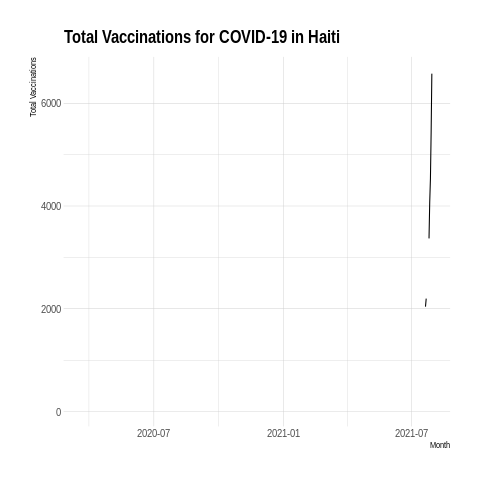 Total Vaccinations for COVID-19 in Haiti
Total Vaccinations
6000
4000
2000
0
2020-07 2021-01 2021-07
Month